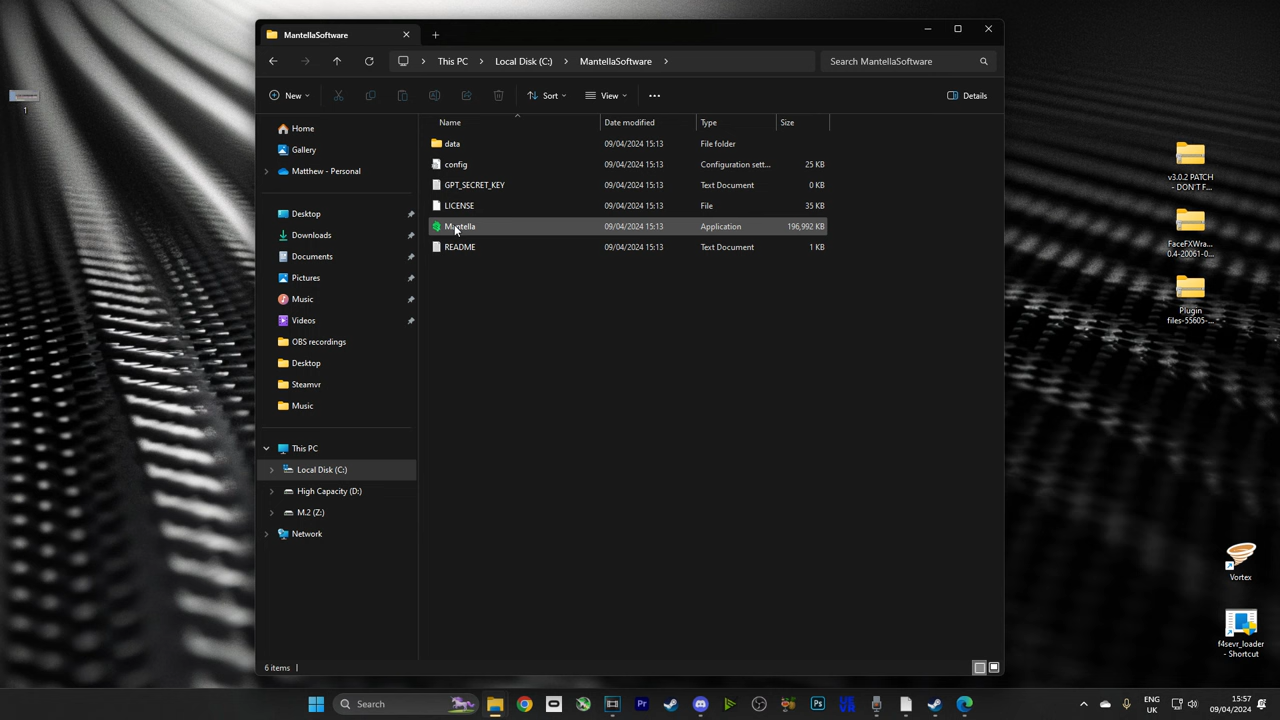 MantellaSoftware
This PC
Local Disk (C:)
MantellaSoftware
Search MantellaSoftware
New
Sort
View
Details
Name
Date modified
Type
Size
data
09/04/2024 15:13
File folder
config
09/04/2024 15:13
Configuration sett...
25 KB
GPT_SECRET_KEY
09/04/2024 15:13
Text Document
0 KB
LICENSE
09/04/2024 15:13
File
35 KB
Mantella
09/04/2024 15:13
Application
196,992 KB
README
09/04/2024 15:13
Text Document
1 KB
Home
Gallery
Matthew - Personal
Desktop
Downloads
Documents
Pictures
Music
Videos
OBS recordings
Desktop
Steamvr
Music
This PC
Local Disk (C:)
High Capacity (D:)
M.2 (Z:)
Network
6 items
1
v3.0.2 PATCH
- DON'T F...
FaceFXWra...
0.4-20061-0...
Plugin
files-55605-...
Vortex
f4sevr_loader
- Shortcut
Search
Pr
Ps
ENG
UK
15:57
09/04/2024